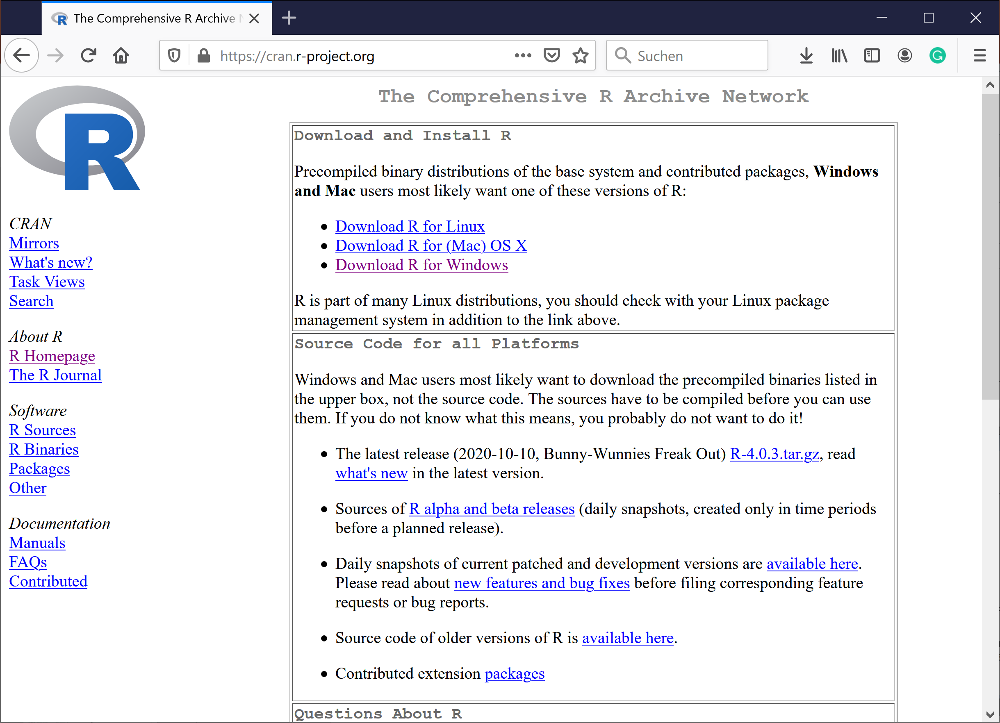 The Comprehensive R Archive
https://cran.r-project.org
Suchen
R
CRAN
Mirrors
What's new?
Task Views
Search
About R
R Homepage
The R Journal
Software
R Sources
R Binaries
Packages
Other
Documentation
Manuals
FAQs
Contributed
The Comprehensive R Archive Network
Download and Install R
Precompiled binary distributions of the base system and contributed packages, Windows
and Mac users most likely want one of these versions of R:
Download R for Linux
Download R for (Mac) OS X
Download R for Windows
R is part of many Linux distributions, you should check with your Linux package
management system in addition to the link above.
Source Code for all Platforms
Windows and Mac users most likely want to download the precompiled binaries listed in
the upper box, not the source code. The sources have to be compiled before you can use
them. If you do not know what this means, you probably do not want to do it!
The latest release (2020-10-10, Bunny-Wunnies Freak Out) R-4.0.3.tar.gz, read
what's new in the latest version.
Sources of R alpha and beta releases (daily snapshots, created only in time periods
before a planned release).
Daily snapshots of current patched and development versions are available here.
Please read about new features and bug fixes before filing corresponding feature
requests or bug reports.
Source code of older versions of R is available here.
Contributed extension packages
Questions About R